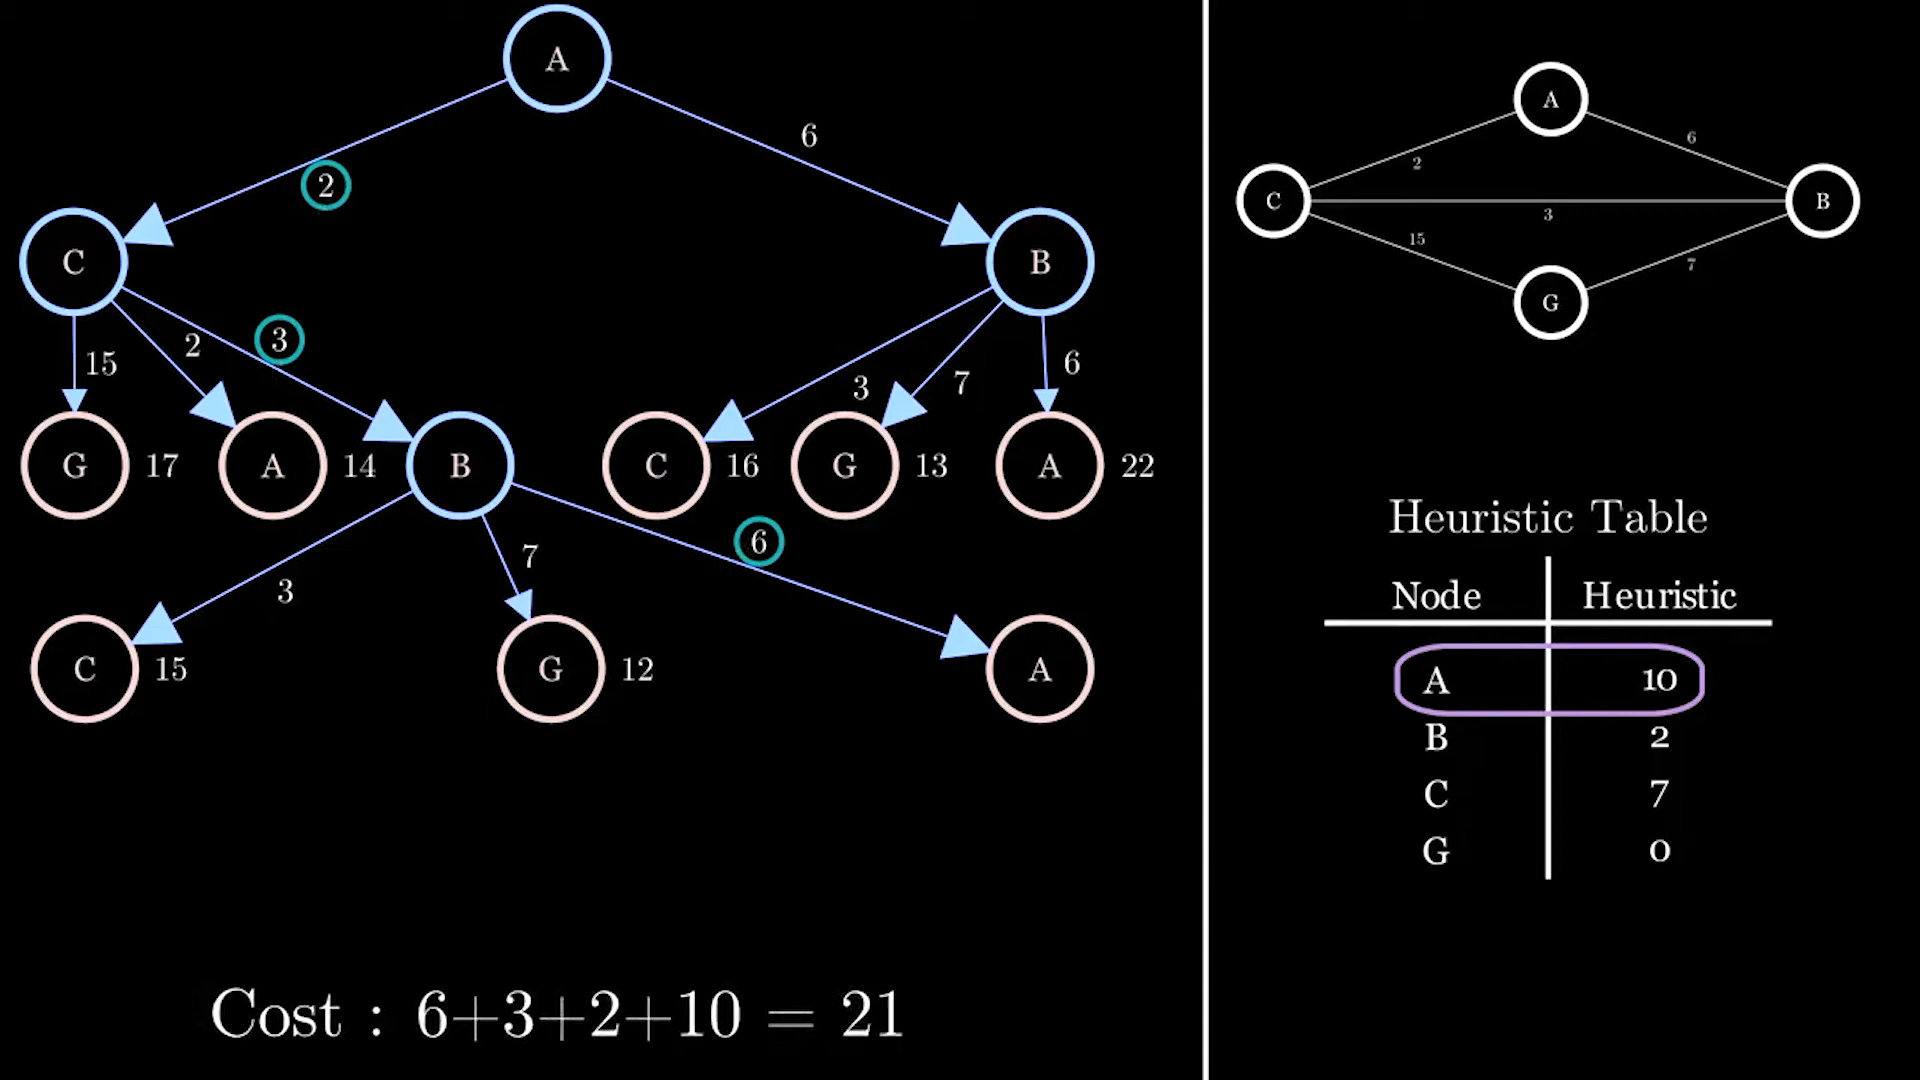 A
6
2
C
B
15
2
3
3
7
6
G 17
A 14
B
C 16
G 13
A 22
3
7
6
C 15
G 12
A
Cost : 6+3+2+10 = 21
A
2
6
C
B
3
15
7
G
Heuristic Table
Node Heuristic
A 10
B 2
C 7
G 0